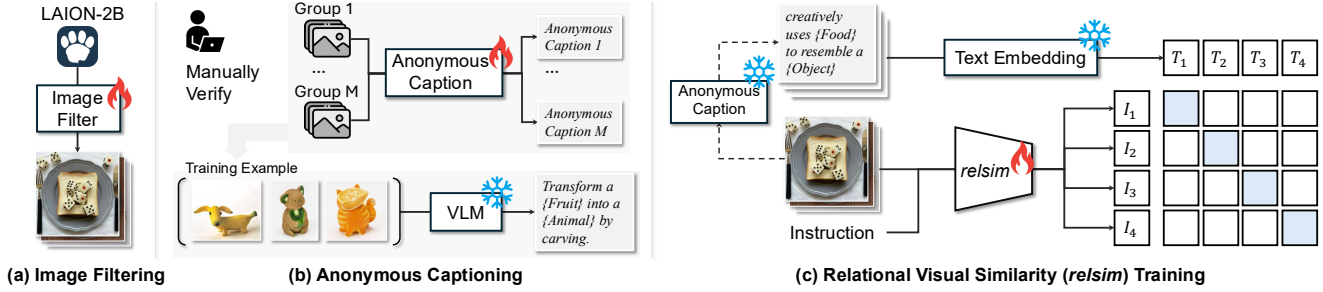 LAION-2B
Image
Filter
(a) Image Filtering
Manually
Verify
Group 1
...
Group M
Anonymous
Caption
Anonymous
Caption 1
...
Anonymous
Caption M
Training Example
VLM
Transform a
{Fruit} into a
{Animal} by
carving.
(b) Anonymous Captioning
creatively
uses {Food}
to resemble a
{Object}
Anonymous
Caption
Text Embedding
T1 T2 T3 T4
I1
I2
I3
I4
relsim
Instruction
(c) Relational Visual Similarity (relsim) Training